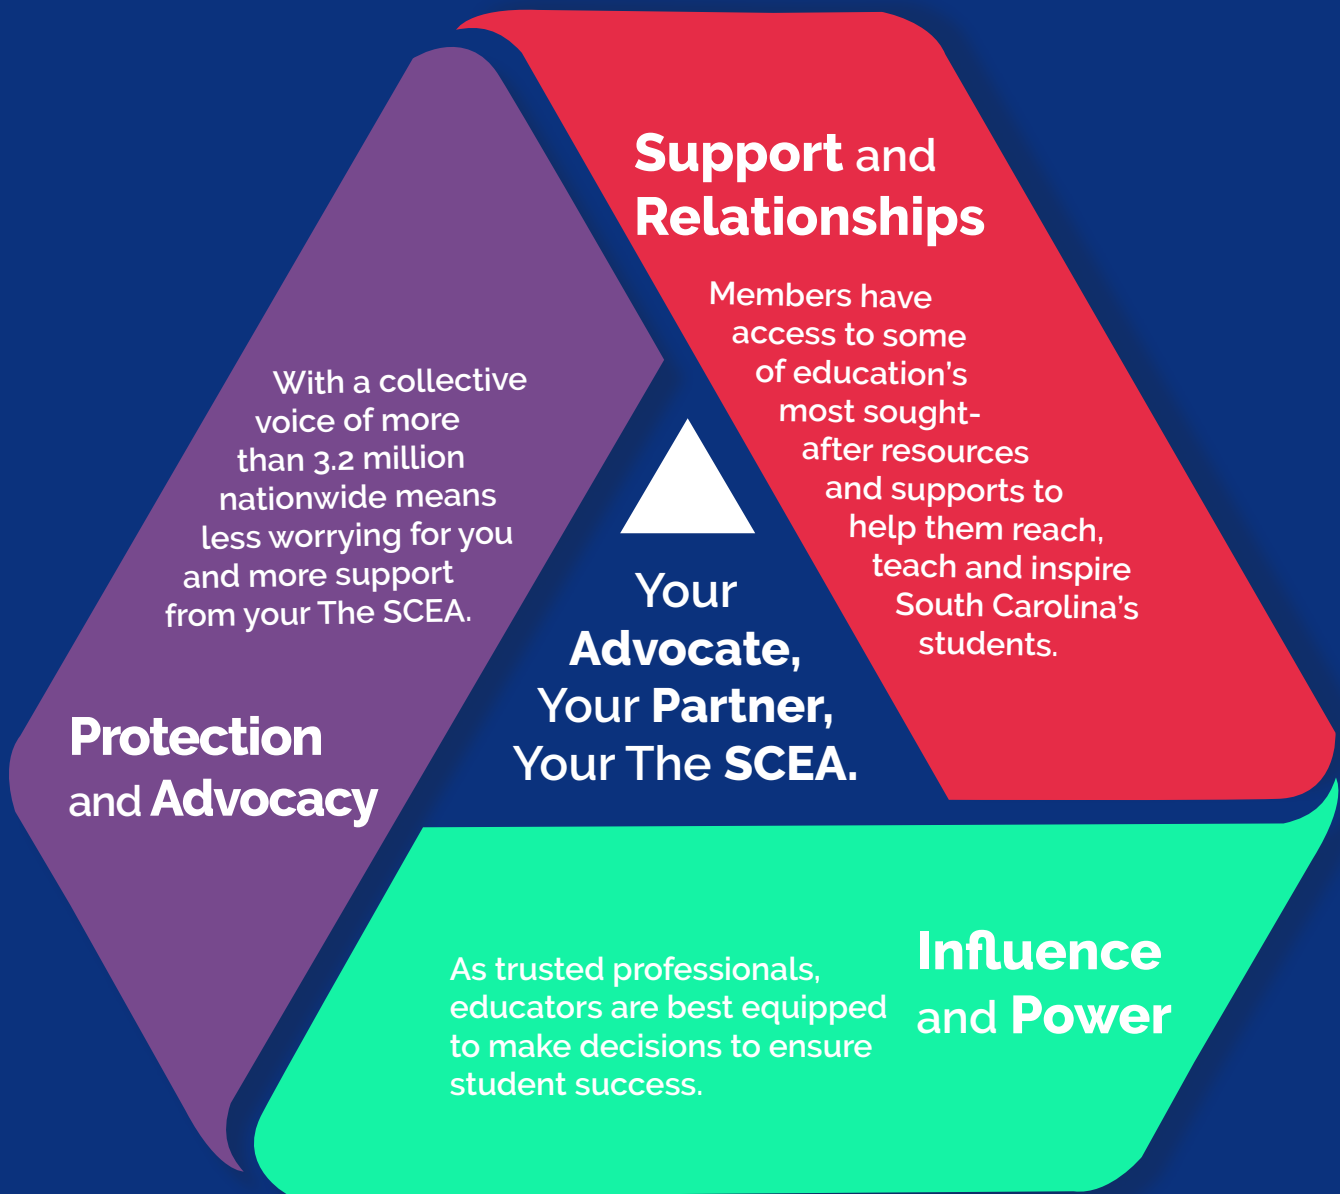 Support and
Relationships
Members have
access to some
of education's
most sought-
after resources
and supports to
help them reach,
teach and inspire
South Carolina's
students.
With a collective
voice of more
than 3.2 million
nationwide means
less worrying for you
and more support
from your The SCEA.
Protection
and Advocacy
Your
Advocate,
Your Partner,
Your The SCEA.
As trusted professionals,
educators are best equipped
to make decisions to ensure
student success.
Influence
and Power